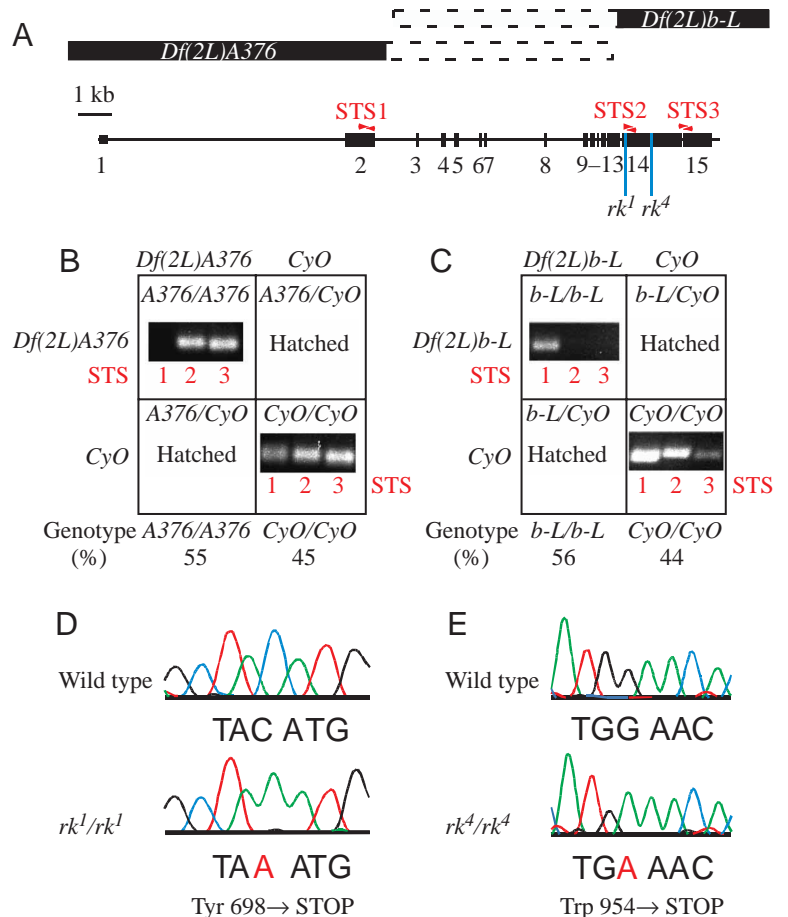 A
Df(2L)b-L
Df(2L)A376
1 kb
STS1 STS2 STS3
1 2 3 4 5 67 8 9–13 14 15
rk1 rk4
B
Df(2L)A376 CyO
A376/A376 A376/CyO
Df(2L)A376 Hatched
STS 1 2 3
A376/CyO CyO/CyO
CyO Hatched
1 2 3 STS
Genotype A376/A376 CyO/CyO
(%) 55 45
C
Df(2L)b-L CyO
b-L/b-L b-L/CyO
Df(2L)b-L Hatched
STS 1 2 3
b-L/CyO CyO/CyO
CyO Hatched
1 2 3 STS
Genotype b-L/b-L CyO/CyO
(%) 56 44
D
Wild type
TAC ATG
rk1/rk1
TAA ATG
Tyr 698→ STOP
E
Wild type
TGG AAC
rk4/rk4
TGA AAC
Trp 954→ STOP